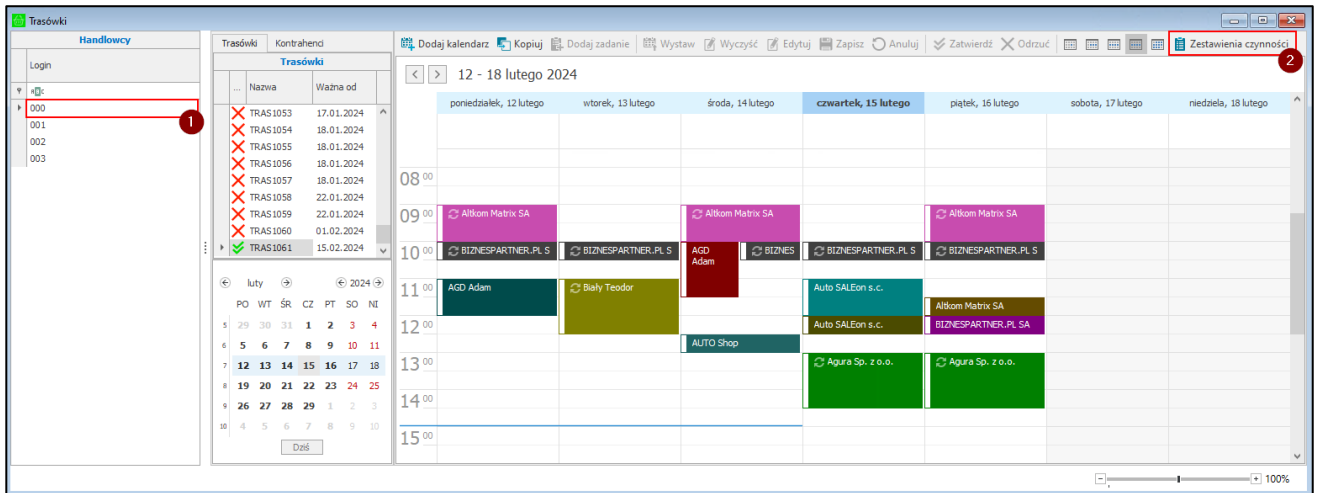 Trasówki
Handlowcy
Login
000
001
002
003
1
Trasówki Kontrahenci
Trasówki
... Nazwa Ważna od
TRAS1053 17.01.2024
TRAS1054 18.01.2024
TRAS1055 18.01.2024
TRAS1056 18.01.2024
TRAS1057 18.01.2024
TRAS1058 22.01.2024
TRAS1059 22.01.2024
TRAS1060 01.02.2024
TRAS1061 15.02.2024
luty 2024
PO WT ŚR CZ PT SO NI
5 29 30 31 1 2 3 4
6 5 6 7 8 9 10 11
7 12 13 14 15 16 17 18
8 19 20 21 22 23 24 25
9 26 27 28 29 1 2 3
10 4 5 6 7 8 9 10
Dziś
Dodaj kalendarz Kopiuj Dodaj zadanie Wystaw Wyczyść Edytuj Zapisz Anuluj Zatwierdź Odrzuć Zestawienia czynności
2
12 - 18 lutego 2024
poniedziałek, 12 lutego wtorek, 13 lutego środa, 14 lutego czwartek, 15 lutego piątek, 16 lutego sobota, 17 lutego niedziela, 18 lutego
08 00
09 00 Altkom Matrix SA Altkom Matrix SA Altkom Matrix SA
10 00 BIZNESPARTNER.PL S BIZNESPARTNER.PL S AGD Adam BIZNES BIZNESPARTNER.PL S BIZNESPARTNER.PL S
11 00 AGD Adam Biały Teodor Auto SALEon s.c.
Altkom Matrix SA
12 00 Auto SALEon s.c. BIZNESPARTNER.PL SA
AUTO Shop
13 00 Agura Sp. z o.o. Agura Sp. z o.o.
14 00
15 00
100%